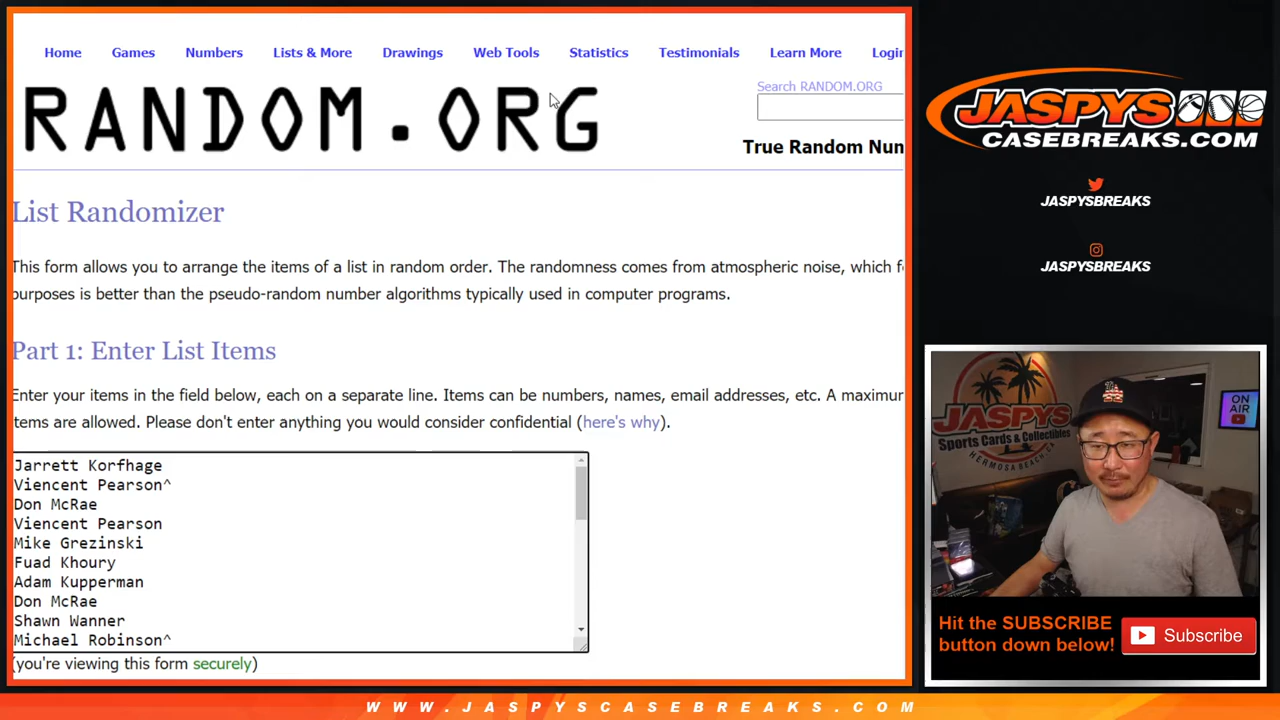 Home Games Numbers Lists & More Drawings Web Tools Statistics Testimonials Learn More Login
RANDOM.ORG
Search RANDOM.ORG
True Random Num
List Randomizer
This form allows you to arrange the items of a list in random order. The randomness comes from atmospheric noise, which f
purposes is better than the pseudo-random number algorithms typically used in computer programs.
Part 1: Enter List Items
Enter your items in the field below, each on a separate line. Items can be numbers, names, email addresses, etc. A maximum
items are allowed. Please don't enter anything you would consider confidential (here's why).
Jarrett Korfhage
Viencent Pearson^
Don McRae
Viencent Pearson
Mike Grezinski
Fuad Khoury
Adam Kupperman
Don McRae
Shawn Wanner
Michael Robinson^
(you're viewing this form securely)
JASPYS
CASEBREAKS.COM
JASPYSBREAKS
JASPYSBREAKS
JASPYS
Sports Cards & Collectibles
HERMOSA BEACH, CA
ON
AIR
Hit the SUBSCRIBE
button down below!
Subscribe
WWW.JASPYSCASEBREAKS.COM